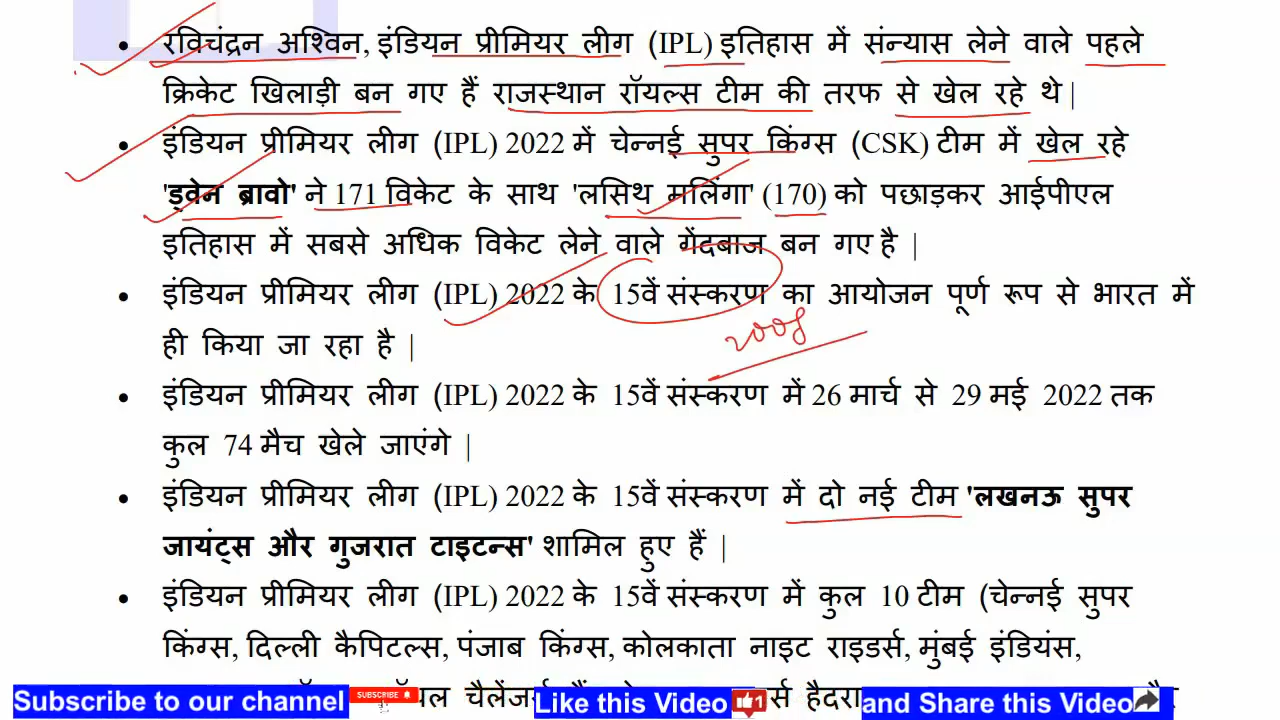 • रविचंद्रन अश्विन, इंडियन प्रीमियर लीग (IPL) इतिहास में संन्यास लेने वाले पहले
क्रिकेट खिलाड़ी बन गए हैं राजस्थान रॉयल्स टीम की तरफ से खेल रहे थे |
• इंडियन प्रीमियर लीग (IPL) 2022 में चेन्नई सुपर किंग्स (CSK) टीम में खेल रहे
'ड्वेन ब्रावो' ने 171 विकेट के साथ 'लसिथ मलिंगा' (170) को पछाड़कर आईपीएल
इतिहास में सबसे अधिक विकेट लेने वाले गेंदबाज बन गए है |
• इंडियन प्रीमियर लीग (IPL) 2022 के 15वें संस्करण का आयोजन पूर्ण रूप से भारत में
ही किया जा रहा है |
2008
• इंडियन प्रीमियर लीग (IPL) 2022 के 15वें संस्करण में 26 मार्च से 29 मई 2022 तक
कुल 74 मैच खेले जाएंगे |
• इंडियन प्रीमियर लीग (IPL) 2022 के 15वें संस्करण में दो नई टीम 'लखनऊ सुपर
जायंट्स और गुजरात टाइटन्स' शामिल हुए हैं |
• इंडियन प्रीमियर लीग (IPL) 2022 के 15वें संस्करण में कुल 10 टीम (चेन्नई सुपर
किंग्स, दिल्ली कैपिटल्स, पंजाब किंग्स, कोलकाता नाइट राइडर्स, मुंबई इंडियंस,
Subscribe to our channel SUBSCRIBE चैलेंजर्स Like this Video 1 and Share this Video